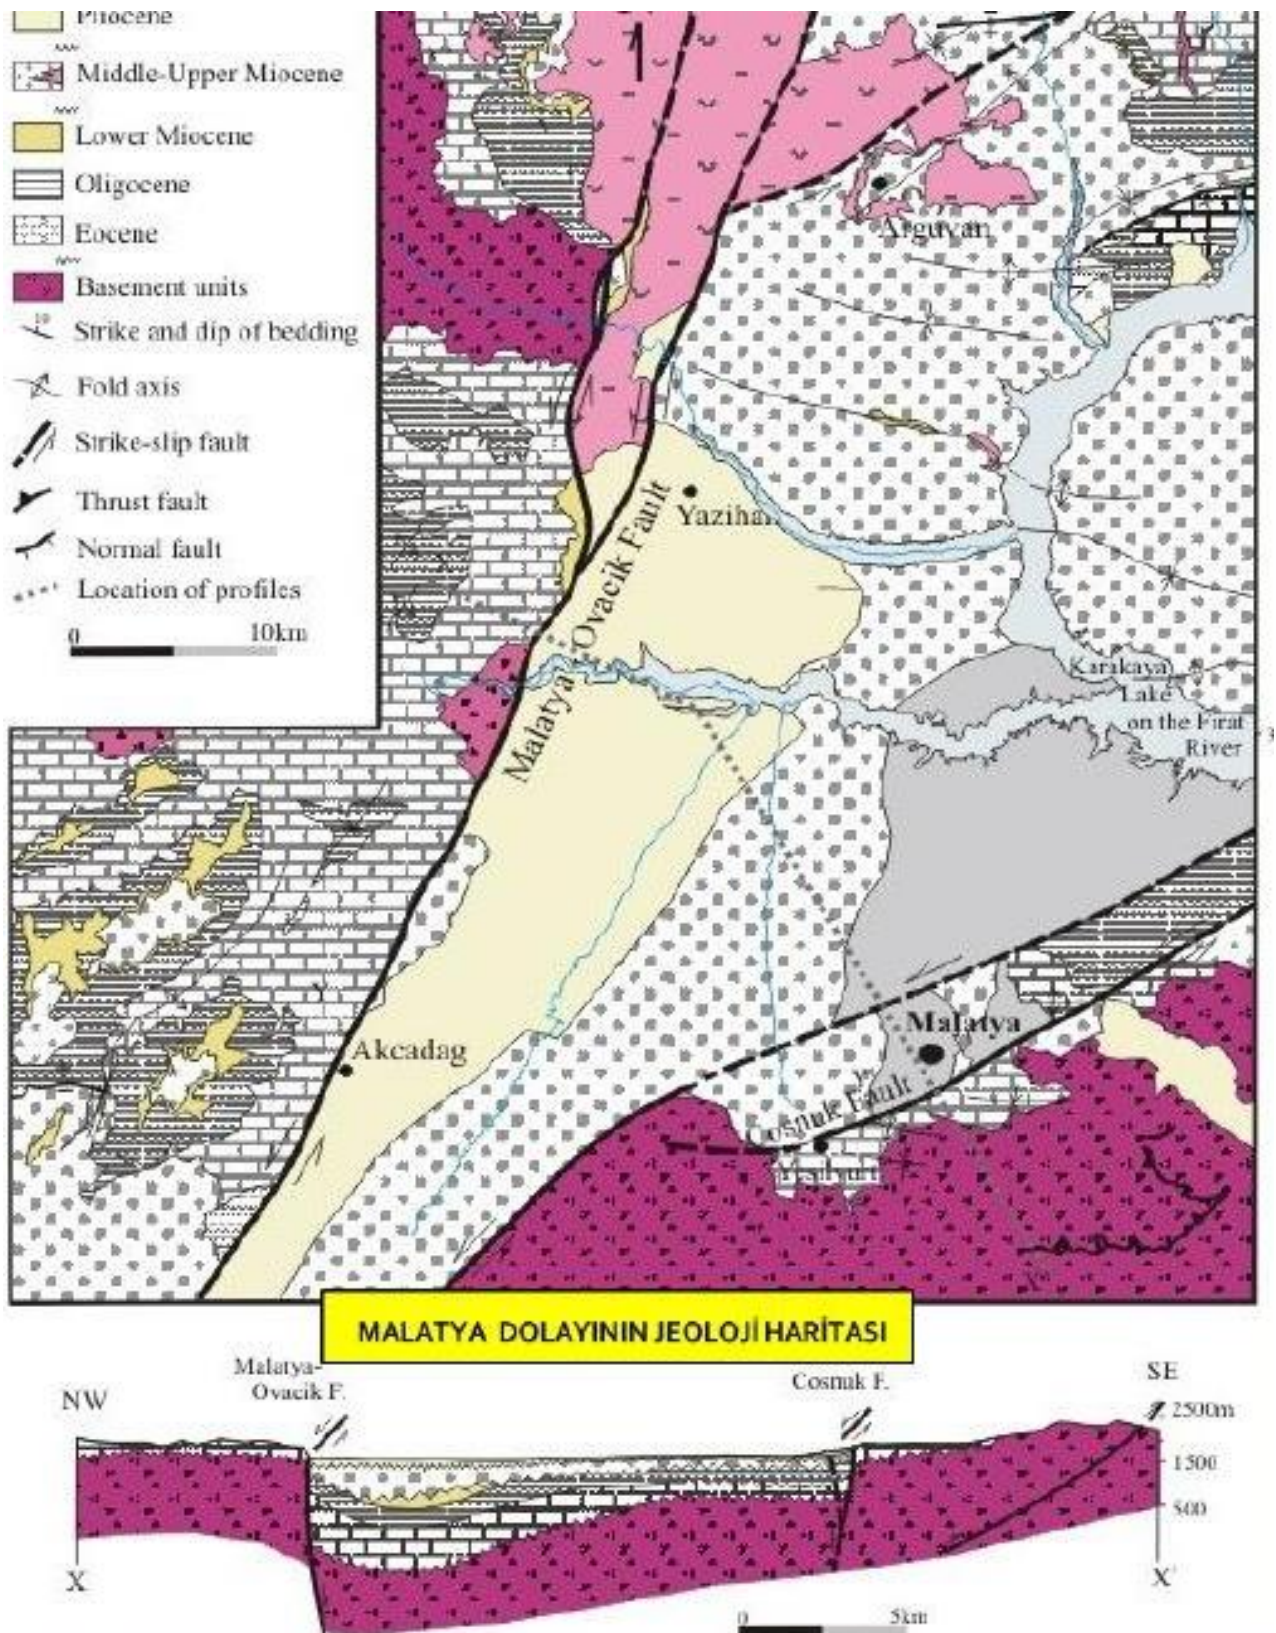 Pliocene
Middle-Upper Miocene
Lower Miocene
Oligocene
Eocene
Basement units
10
Strike and dip of bedding
Fold axis
Strike-slip fault
Thrust fault
Normal fault
Location of profiles
0 10km
Arguvan
Yazihan
Malatya Ovacik Fault
Karakaya
Lake
on the Firat
River
Akcadag
Malatya
Cosnuk Fault
MALATYA DOLAYININ JEOLOJİ HARİTASI
Malatya-
Ovacik F.
Cosnuk F.
NW
SE
2500m
1500
500
X
X'
0 5km